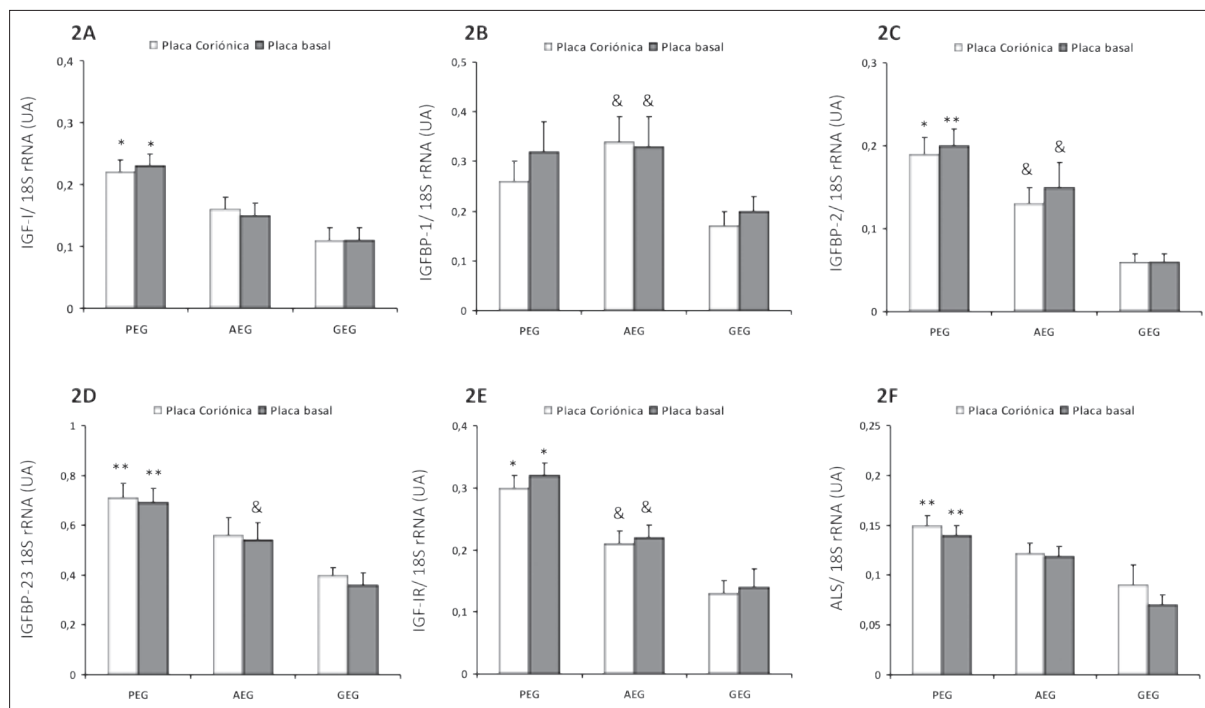 2A
Placa Coriónica Placa basal
IGF-I/ 18S rRNA (UA)
0,4
0,3
0,2
0,1
0
* *
PEG AEG GEG
2B
Placa Coriónica Placa basal
IGFBP-1/ 18S rRNA (UA)
0,5
0,4
0,3
0,2
0,1
0
& &
PEG AEG GEG
2C
Placa Coriónica Placa basal
IGFBP-2/ 18S rRNA (UA)
0,3
0,2
0,1
0
* **
& &
PEG AEG GEG
2D
Placa Coriónica Placa basal
IGFBP-23 18S rRNA (UA)
1
0,8
0,6
0,4
0,2
0
** **
&
PEG AEG GEG
2E
Placa Coriónica Placa basal
IGF-IR/ 18S rRNA (UA)
0,4
0,3
0,2
0,1
0
* *
& &
PEG AEG GEG
2F
Placa Coriónica Placa basal
ALS/ 18S rRNA (UA)
0,25
0,2
0,15
0,1
0,05
0
** **
PEG AEG GEG